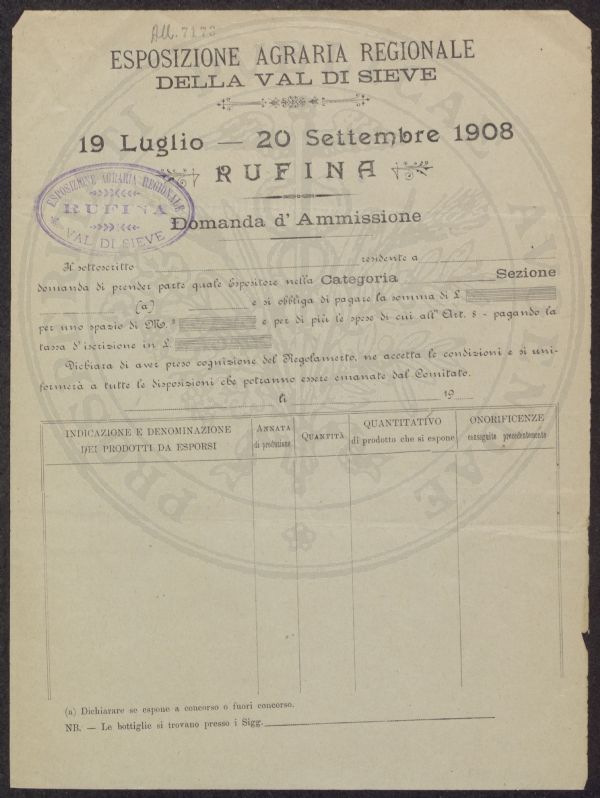 All. 7173
ESPOSIZIONE AGRARIA REGIONALE
DELLA VAL DI SIEVE
19 Luglio — 20 Settembre 1908
RUFINA
ESPOSIZIONE AGRARIA REGIONALE
RUFINA
VAL DI SIEVE
Domanda d' Ammissione
Il sottoscritto residente a
domanda di prender parte quale Espositore nella Categoria Sezione
(a) e si obbliga di pagare la somma di L.
per uno spazio di M.² e per di più le spese di cui all' Art. 8 - pagando la
tassa d' iscrizione in L.
Dichiara di aver preso cognizione del Regolamento, ne accetta le condizioni e si uni-
formerà a tutte le disposizioni che potranno essere emanate dal Comitato.
li 19
INDICAZIONE E DENOMINAZIONE
DEI PRODOTTI DA ESPORSI
ANNATA
di produzione
QUANTITÀ
QUANTITATIVO
di prodotto che si espone
ONORIFICENZE
conseguite precedentemente
(a) Dichiarare se espone a concorso o fuori concorso.
NB. — Le bottiglie si trovano presso i Sigg.